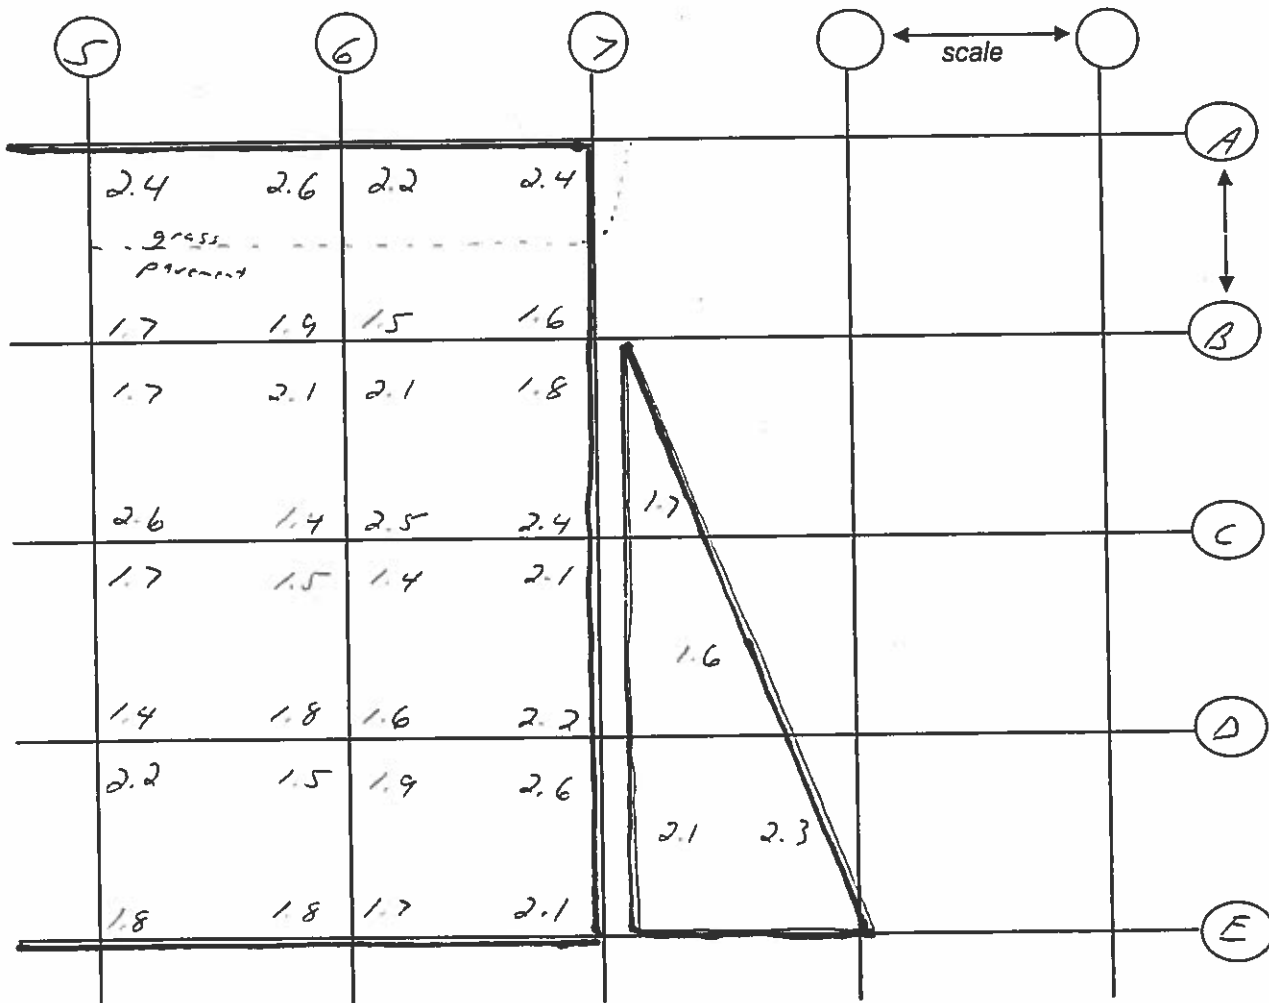 5 6 7
scale
A
2.4 2.6 2.2 2.4
grass
pavement
1.7 1.9 1.5 1.6
B
1.7 2.1 2.1 1.8
1.7
2.6 1.4 2.5 2.4
C
1.7 1.5 1.4 2.1
1.6
1.4 1.8 1.6 2.2
D
2.2 1.5 1.9 2.6
2.1 2.3
1.8 1.8 1.7 2.1
E